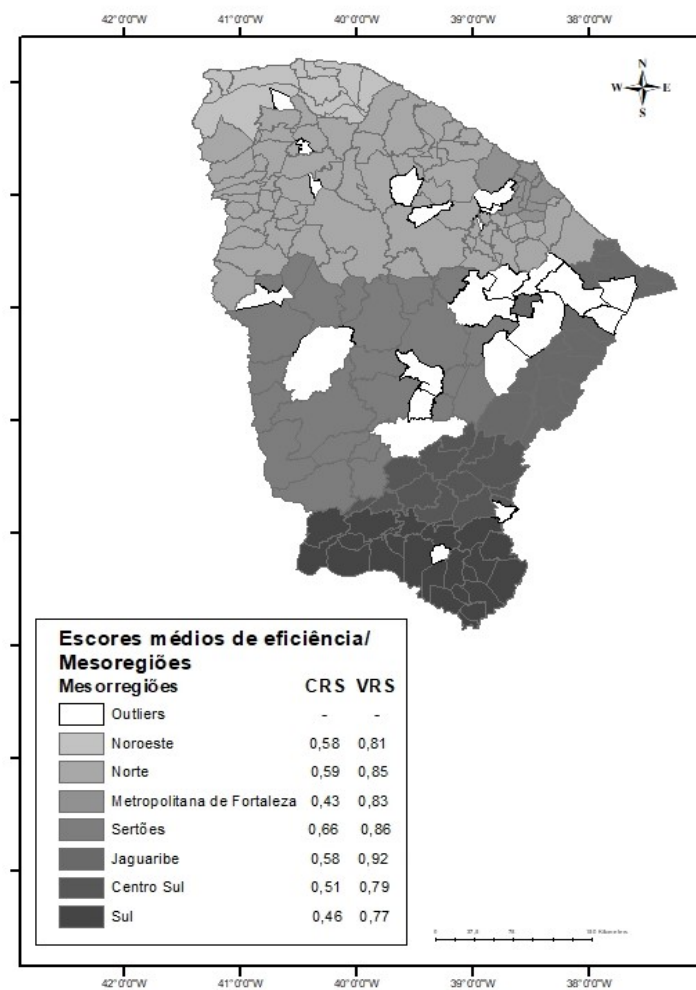 42°0'0"W 41°0'0"W 40°0'0"W 39°0'0"W 38°0'0"W
N
W E
S
Escores médios de eficiência/
Mesoregiões
Mesorregiões CRS VRS
Outliers - -
Noroeste 0,58 0,81
Norte 0,59 0,85
Metropolitana de Fortaleza 0,43 0,83
Sertões 0,66 0,86
Jaguaribe 0,58 0,92
Centro Sul 0,51 0,79
Sul 0,46 0,77
0
42°0'0"W 41°0'0"W 40°0'0"W 39°0'0"W 38°0'0"W